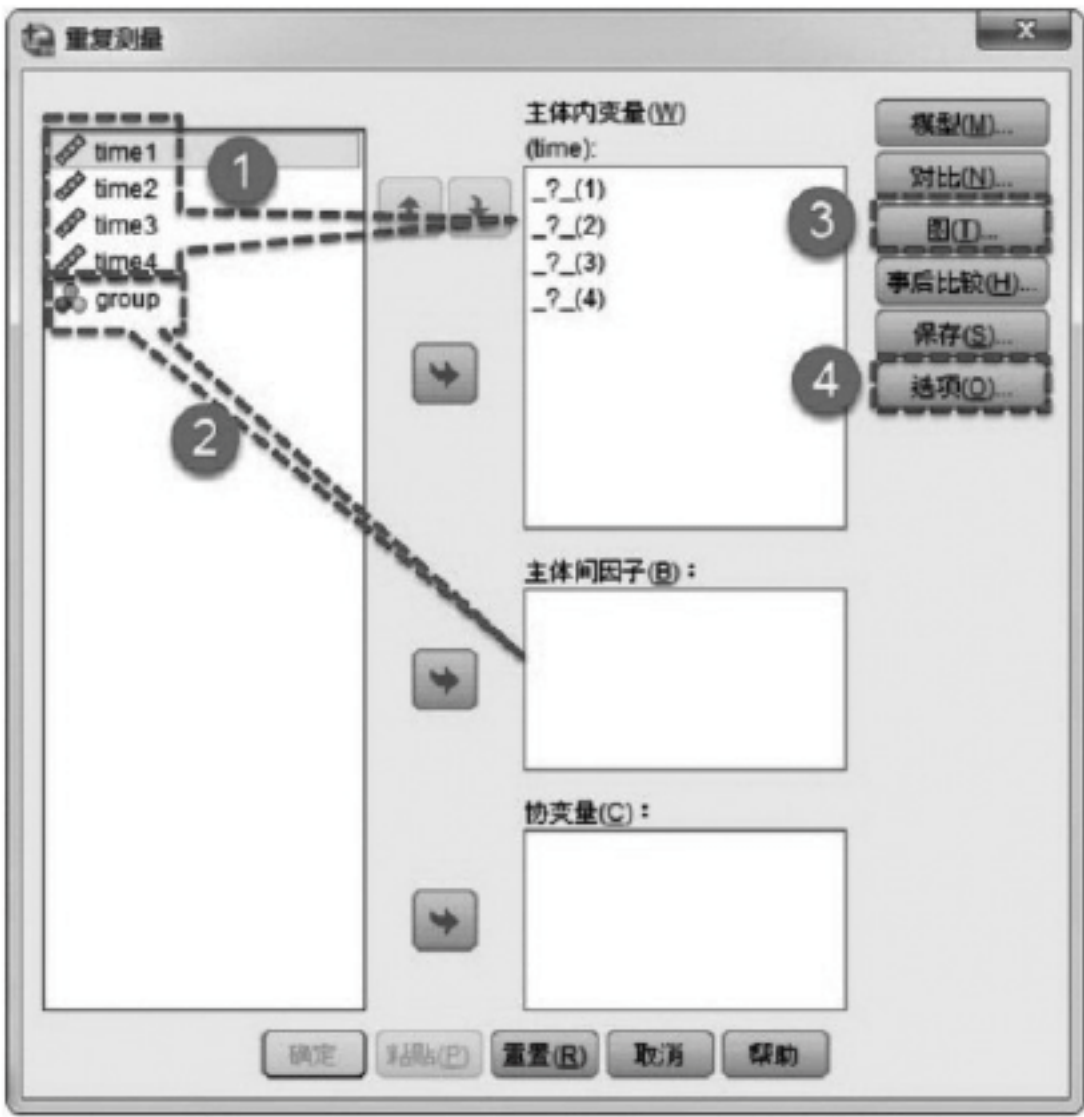 重复测量
x
time1
time2
time3
time4
group
1
2
主体内变量(W)
(time):
_?_(1)
_?_(2)
_?_(3)
_?_(4)
主体间因子(B)：
协变量(C)：
模型(M)...
对比(N)...
3
图(T)...
事后比较(H)...
保存(S)...
4
选项(O)...
确定
粘贴(P)
重置(R)
取消
帮助